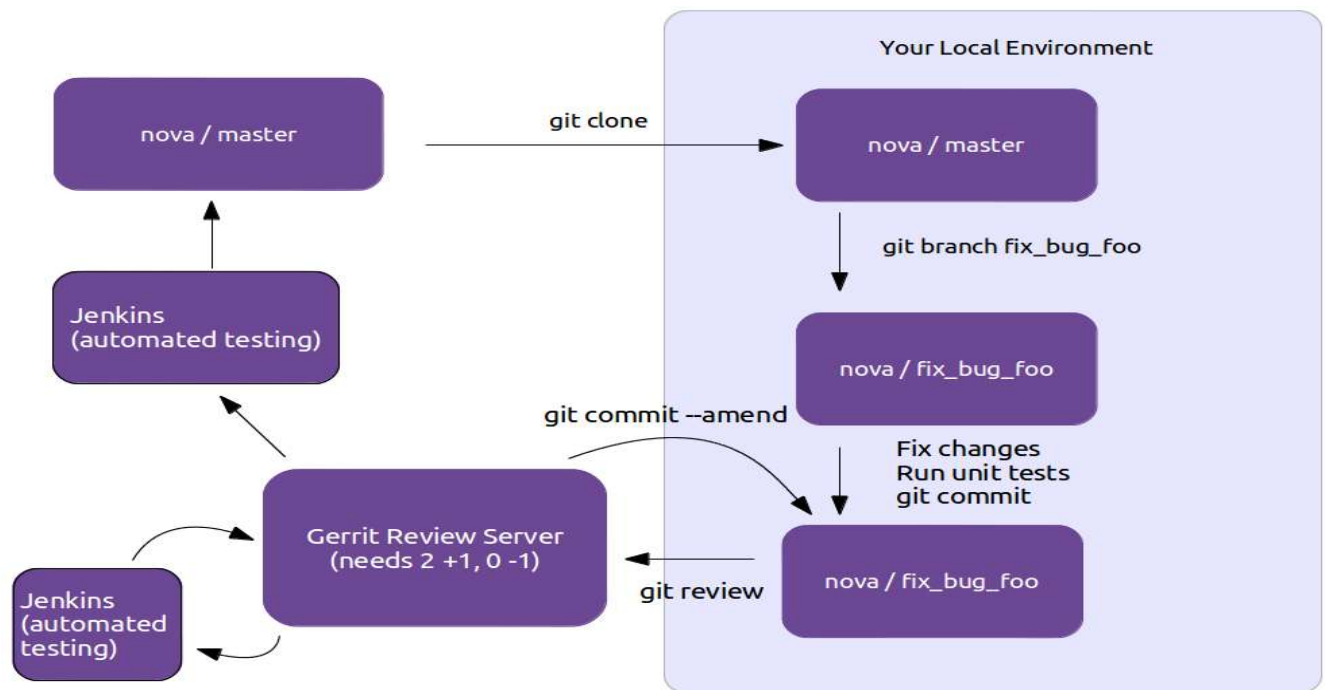 Your Local Environment
nova / master
git clone
nova / master
git branch fix_bug_foo
Jenkins
(automated testing)
nova / fix_bug_foo
git commit --amend
Fix changes
Run unit tests
git commit
Gerrit Review Server
(needs 2 +1, 0 -1)
git review
nova / fix_bug_foo
Jenkins
(automated
testing)